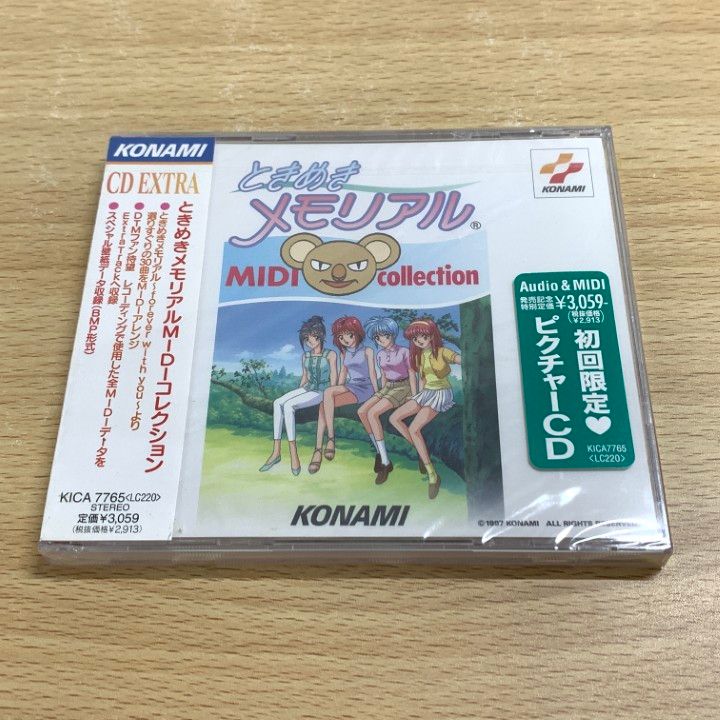 KONAMI
CD EXTRA
ときめきメモリアルMIDIコレクション
●ときめきメモリアル~forever with you~より
選りすぐりの30曲をMIDIアレンジ
●DTMファン待望 レコーディングで使用した全MIDIデータを
Extra Trackへ収録
●スペシャル壁紙データ収録(BMP形式)
KICA 7765<LC220>
STEREO
定価¥3,059
(税抜価格¥2,913)
ときめき
メモリアル®
MIDI collection
KONAMI
KONAMI
©1997 KONAMI ALL RIGHTS RESERVED
Audio & MIDI
発売記念
特別定価 ¥3,059-
(税抜価格)
¥2,913
初回限定♥
ピクチャーCD
KICA7765
<LC220>